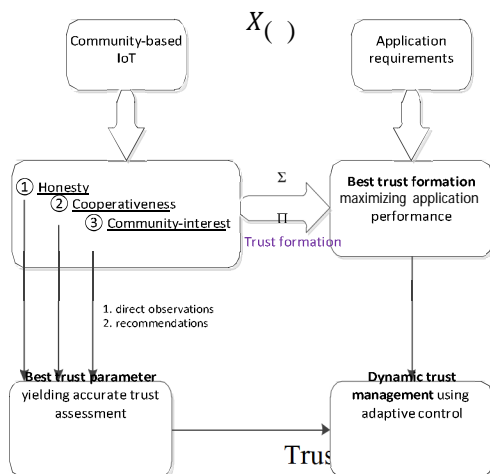 Community-based
IoT
X( )
Application
requirements
① Honesty
② Cooperativeness
③ Community-interest
Σ
Π
Trust formation
Best trust formation
maximizing application
performance
1. direct observations
2. recommendations
Best trust parameter
yielding accurate trust
assessment
Dynamic trust
management using
adaptive control
Trus